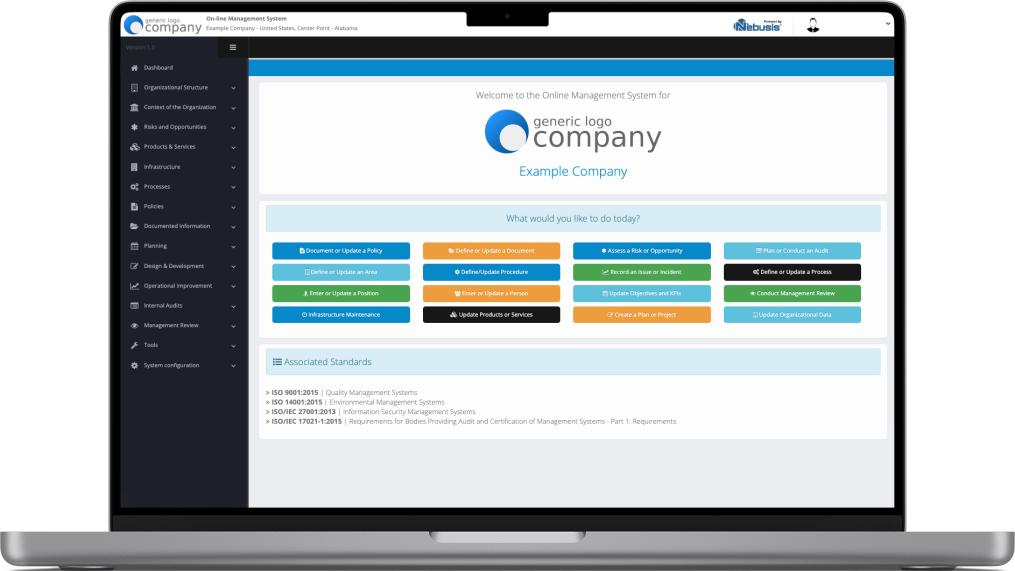 generic logo
company
On-line Management System
Example Company - United States, Center Point - Alabama
Powered by
Nebusis®
Version 1.0
Dashboard
Organizational Structure
Context of the Organization
Risks and Opportunities
Products & Services
Infrastructure
Processes
Policies
Documented Information
Planning
Design & Development
Operational Improvement
Internal Audits
Management Review
Tools
System configuration
Welcome to the Online Management System for
generic logo
company
Example Company
What would you like to do today?
Document or Update a Policy
Define or Update a Document
Assess a Risk or Opportunity
Plan or Conduct an Audit
Define or Update an Area
Define/Update Procedure
Record an Issue or Incident
Define or Update a Process
Enter or Update a Position
Enter or Update a Person
Update Objectives and KPIs
Conduct Management Review
Infrastructure Maintenance
Update Products or Services
Create a Plan or Project
Update Organizational Data
Associated Standards
» ISO 9001:2015 | Quality Management Systems
» ISO 14001:2015 | Environmental Management Systems
» ISO/IEC 27001:2013 | Information Security Management Systems
» ISO/IEC 17021-1:2015 | Requirements for Bodies Providing Audit and Certification of Management Systems - Part 1: Requirements